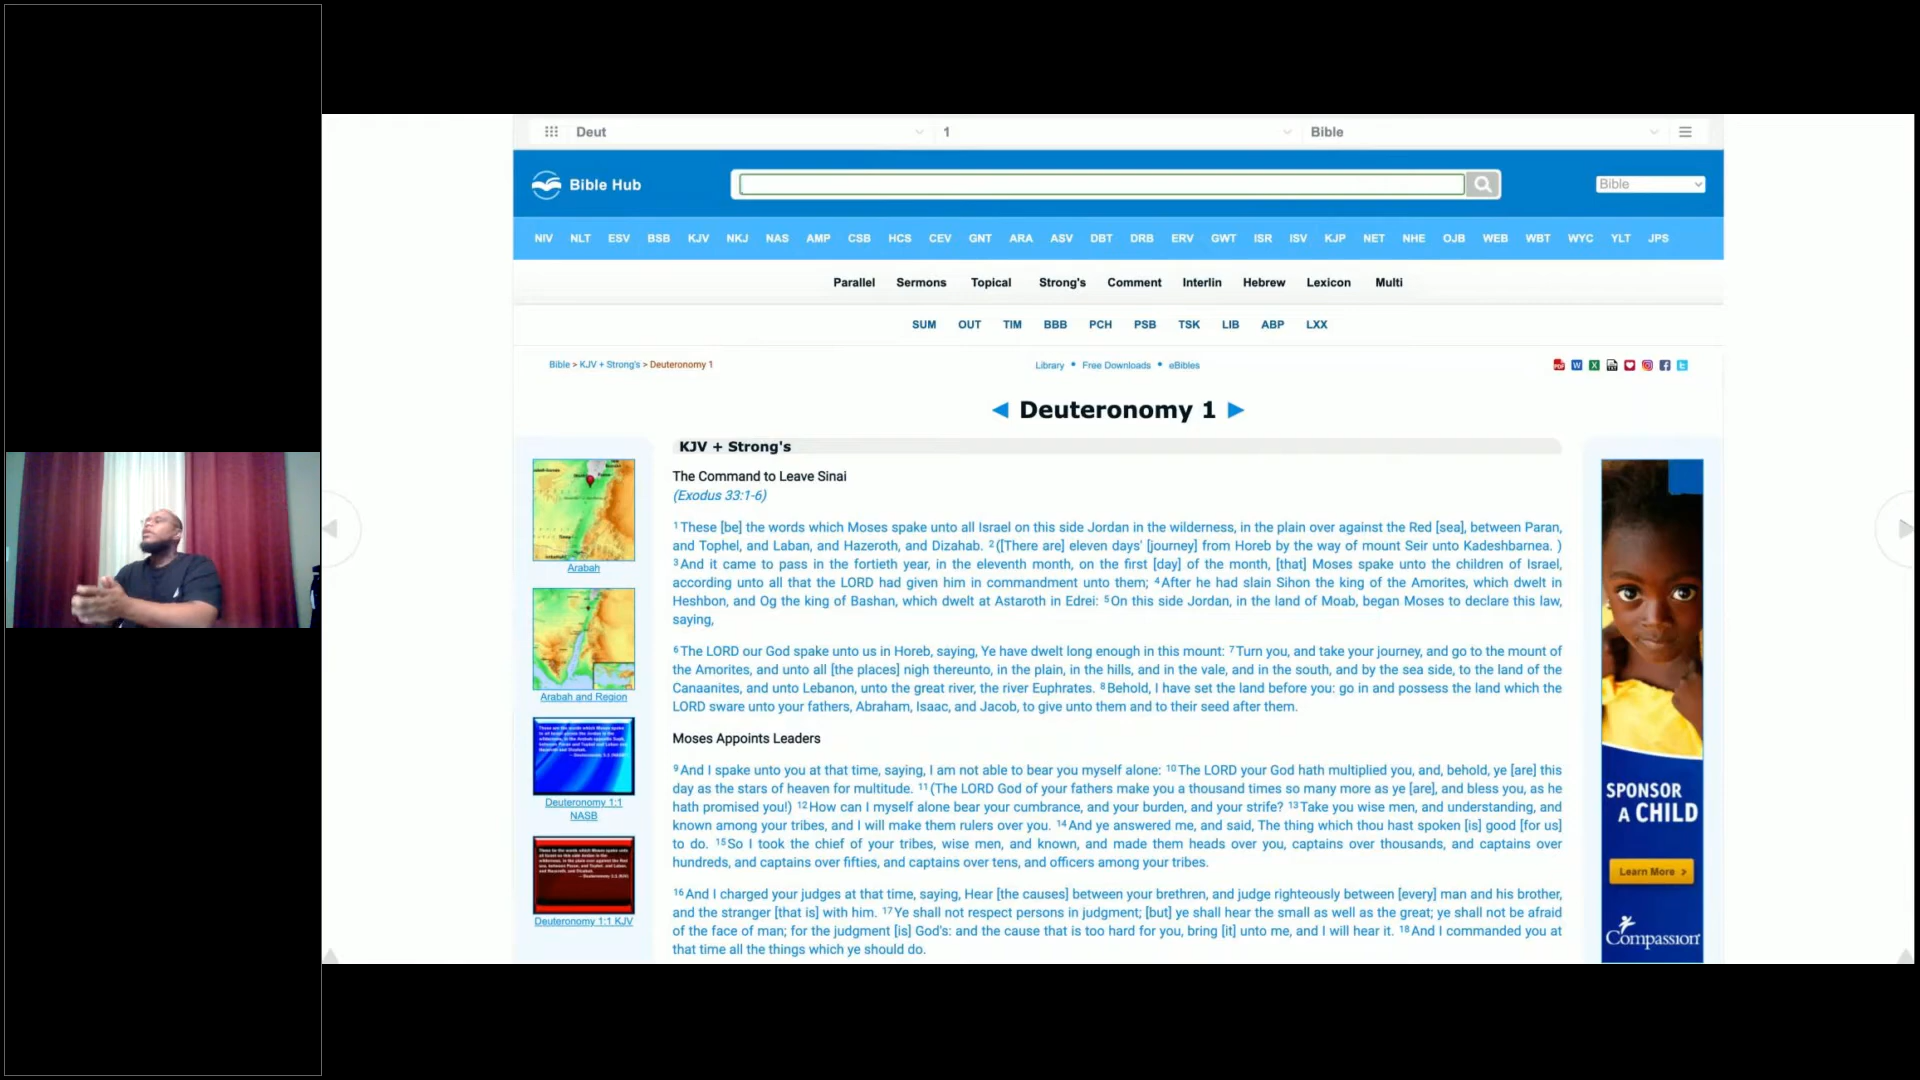 Deut 1 Bible
Bible Hub
Bible
NIV NLT ESV BSB KJV NKJ NAS AMP CSB HCS CEV GNT ARA ASV DBT DRB ERV GWT ISR ISV KJP NET NHE OJB WEB WBT WYC YLT JPS
Parallel Sermons Topical Strong's Comment Interlin Hebrew Lexicon Multi
SUM OUT TIM BBB PCH PSB TSK LIB ABP LXX
Bible > KJV + Strong's > Deuteronomy 1
Library • Free Downloads • eBibles
◄ Deuteronomy 1 ►
KJV + Strong's
The Command to Leave Sinai
(Exodus 33:1-6)
1 These [be] the words which Moses spake unto all Israel on this side Jordan in the wilderness, in the plain over against the Red [sea], between Paran,
and Tophel, and Laban, and Hazeroth, and Dizahab. 2 ([There are] eleven days' [journey] from Horeb by the way of mount Seir unto Kadeshbarnea. )
3 And it came to pass in the fortieth year, in the eleventh month, on the first [day] of the month, [that] Moses spake unto the children of Israel,
according unto all that the LORD had given him in commandment unto them; 4 After he had slain Sihon the king of the Amorites, which dwelt in
Heshbon, and Og the king of Bashan, which dwelt at Astaroth in Edrei: 5 On this side Jordan, in the land of Moab, began Moses to declare this law,
saying,
6 The LORD our God spake unto us in Horeb, saying, Ye have dwelt long enough in this mount: 7 Turn you, and take your journey, and go to the mount of
the Amorites, and unto all [the places] nigh thereunto, in the plain, in the hills, and in the vale, and in the south, and by the sea side, to the land of the
Canaanites, and unto Lebanon, unto the great river, the river Euphrates. 8 Behold, I have set the land before you: go in and possess the land which the
LORD sware unto your fathers, Abraham, Isaac, and Jacob, to give unto them and to their seed after them.
Moses Appoints Leaders
9 And I spake unto you at that time, saying, I am not able to bear you myself alone: 10 The LORD your God hath multiplied you, and, behold, ye [are] this
day as the stars of heaven for multitude. 11 (The LORD God of your fathers make you a thousand times so many more as ye [are], and bless you, as he
hath promised you!) 12 How can I myself alone bear your cumbrance, and your burden, and your strife? 13 Take you wise men, and understanding, and
known among your tribes, and I will make them rulers over you. 14 And ye answered me, and said, The thing which thou hast spoken [is] good [for us]
to do. 15 So I took the chief of your tribes, wise men, and known, and made them heads over you, captains over thousands, and captains over
hundreds, and captains over fifties, and captains over tens, and officers among your tribes.
16 And I charged your judges at that time, saying, Hear [the causes] between your brethren, and judge righteously between [every] man and his brother,
and the stranger [that is] with him. 17 Ye shall not respect persons in judgment; [but] ye shall hear the small as well as the great; ye shall not be afraid
of the face of man; for the judgment [is] God's: and the cause that is too hard for you, bring [it] unto me, and I will hear it. 18 And I commanded you at
that time all the things which ye should do.
Arabah
Arabah and Region
Deuteronomy 1:1
NASB
Deuteronomy 1:1 KJV
SPONSOR
A CHILD
Learn More >
Compassion